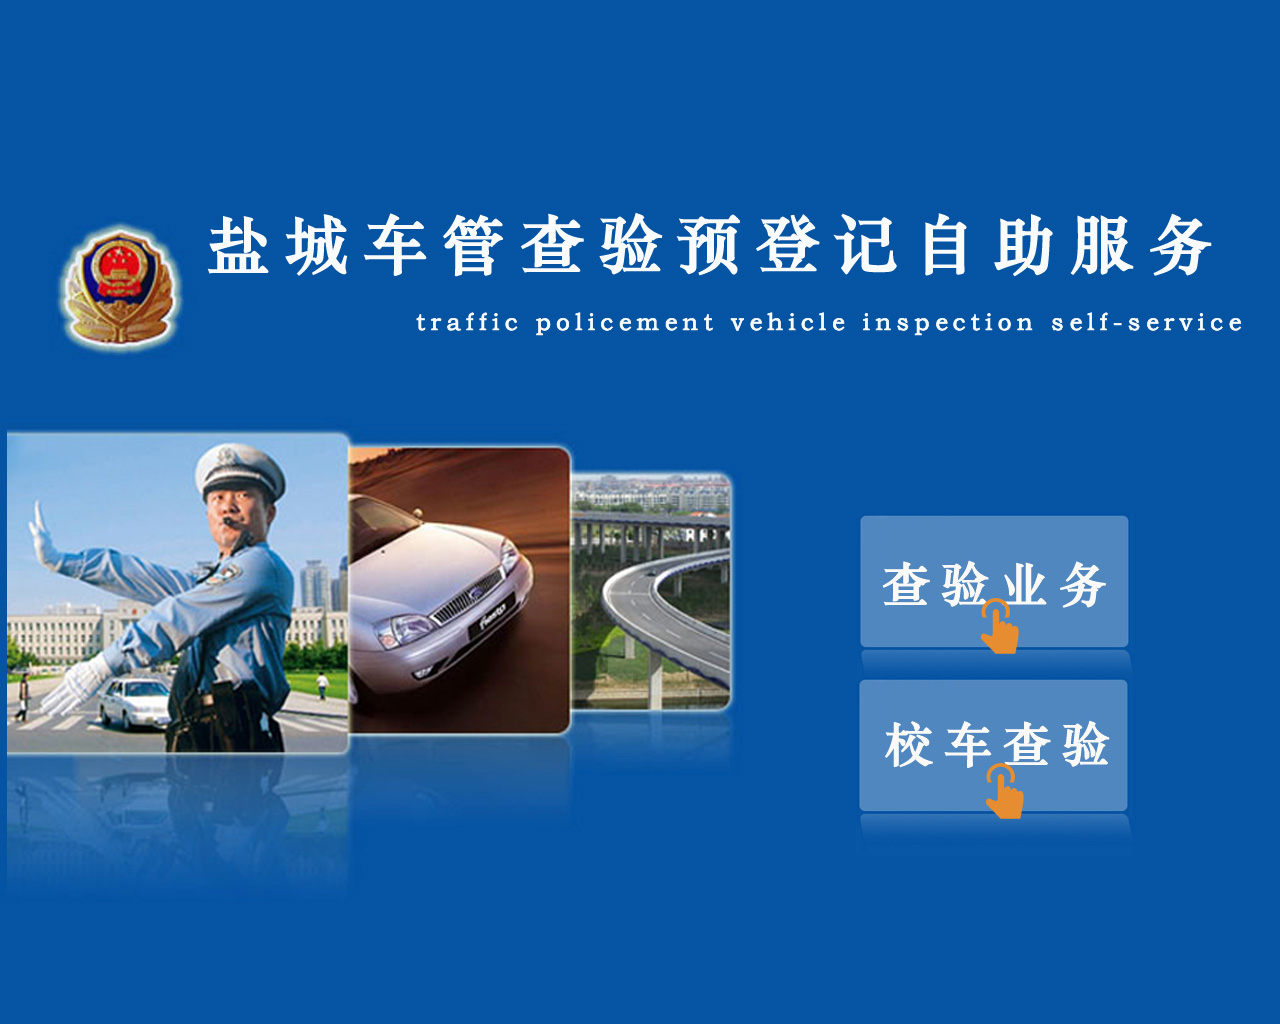 盐城车管查验预登记自助服务
traffic policement vehicle inspection self-service
查验业务
校车查验